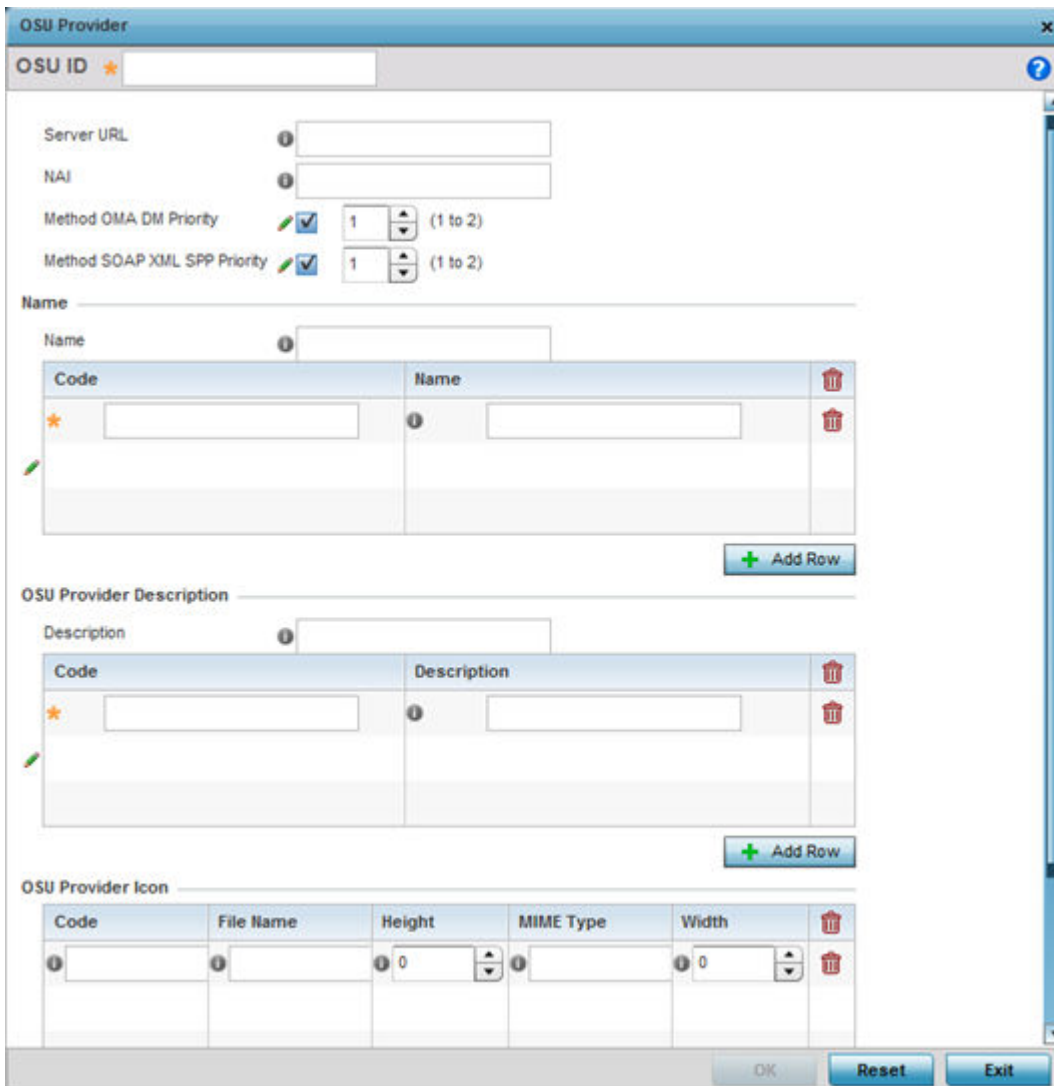 OSU Provider
OSU ID *
Server URL
NAI
Method OMA DM Priority 1 (1 to 2)
Method SOAP XML SPP Priority 1 (1 to 2)
Name
Name
Code Name
*
+ Add Row
OSU Provider Description
Description
Code Description
*
+ Add Row
OSU Provider Icon
Code File Name Height MIME Type Width
0 0
OK Reset Exit